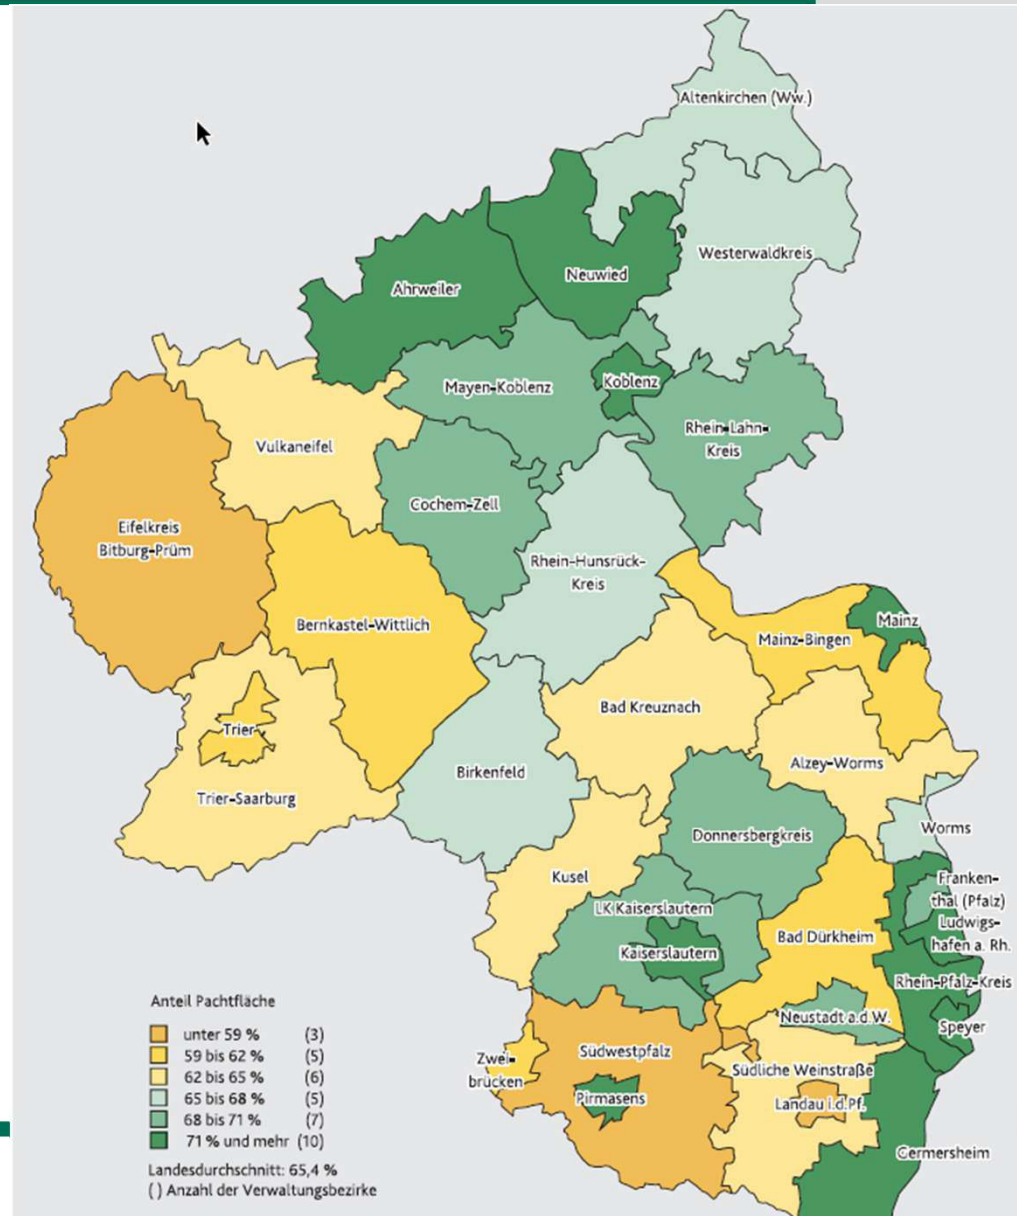 Altenkirchen (Ww.)
Westerwaldkreis
Neuwied
Ahrweiler
Koblenz
Mayen-Koblenz
Rhein-Lahn-
Kreis
Vulkaneifel
Cochem-Zell
Eifelkreis
Bitburg-Prüm
Rhein-Hunsrück-
Kreis
Bernkastel-Wittlich
Mainz
Mainz-Bingen
Bad Kreuznach
Trier
Alzey-Worms
Birkenfeld
Trier-Saarburg
Worms
Donnersbergkreis
Kusel
Franken-
thal (Pfalz)
LK Kaiserslautern
Ludwigs-
hafen a. Rh.
Bad Dürkheim
Kaiserslautern
Rhein-Pfalz-Kreis
Neustadt a.d.W.
Speyer
Zwei-
brücken
Südwestpfalz
Südliche Weinstraße
Pirmasens
Landau i.d.Pf.
Germersheim
Anteil Pachtfläche
unter 59 % (3)
59 bis 62 % (5)
62 bis 65 % (6)
65 bis 68 % (5)
68 bis 71 % (7)
71 % und mehr (10)
Landesdurchschnitt: 65,4 %
( ) Anzahl der Verwaltungsbezirke